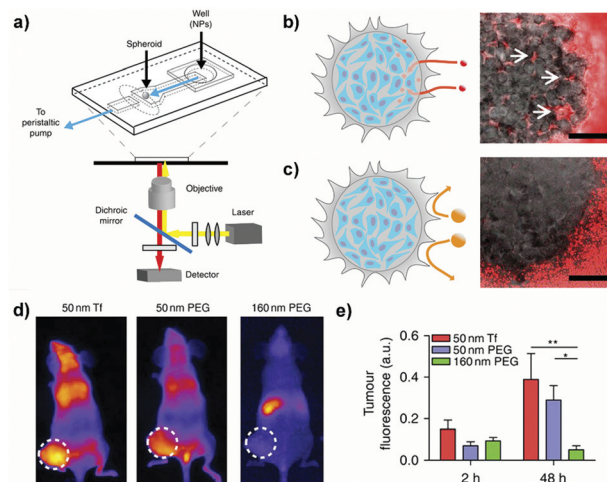 a)
Spheroid
Well
(NPs)
To
peristaltic
pump
Objective
Dichroic
mirror
Laser
Detector
b)
c)
d)
50 nm Tf
50 nm PEG
160 nm PEG
e)
50 nm Tf
50 nm PEG
160 nm PEG
**
*
Tumour
fluorescence (a.u.)
0.6
0.4
0.2
0.0
2 h
48 h